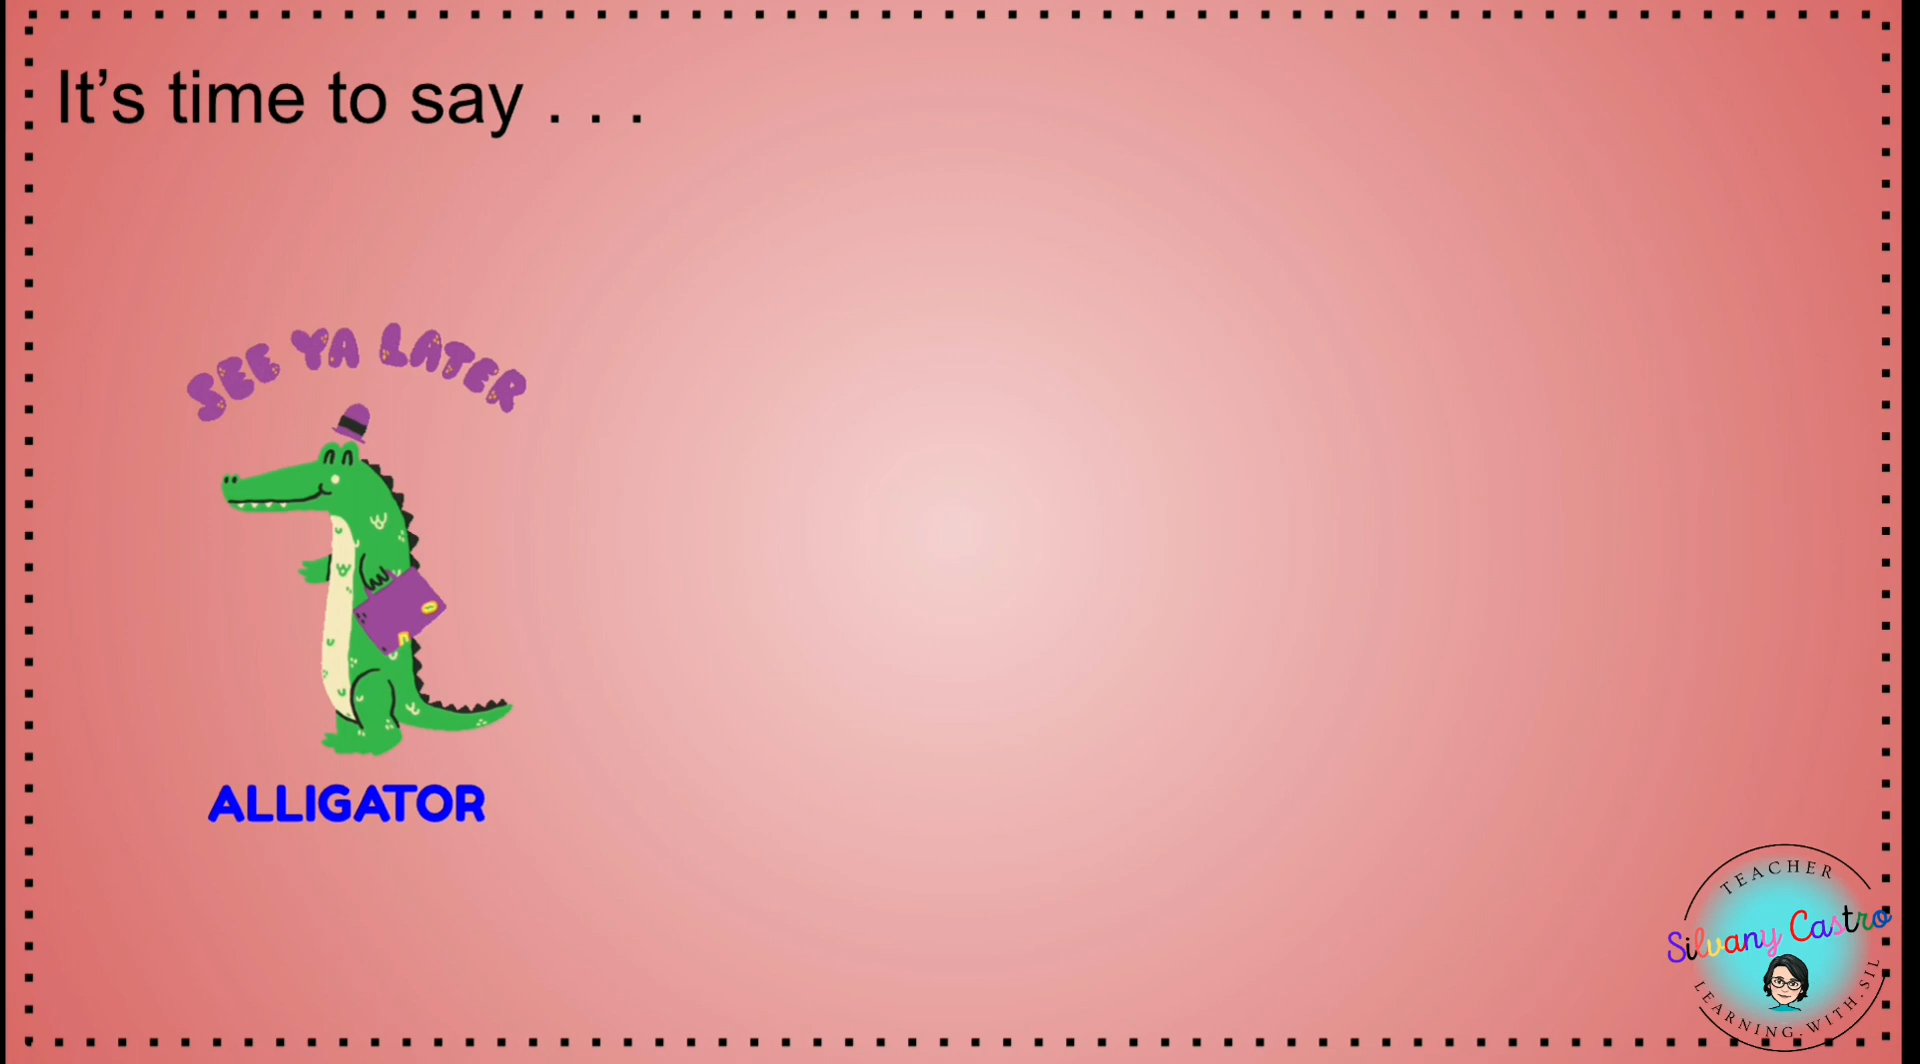 It’s time to say . . .
SEE YA LATER
ALLIGATOR
TEACHER
Silvany Castro
LEARNING.WITH.SIL